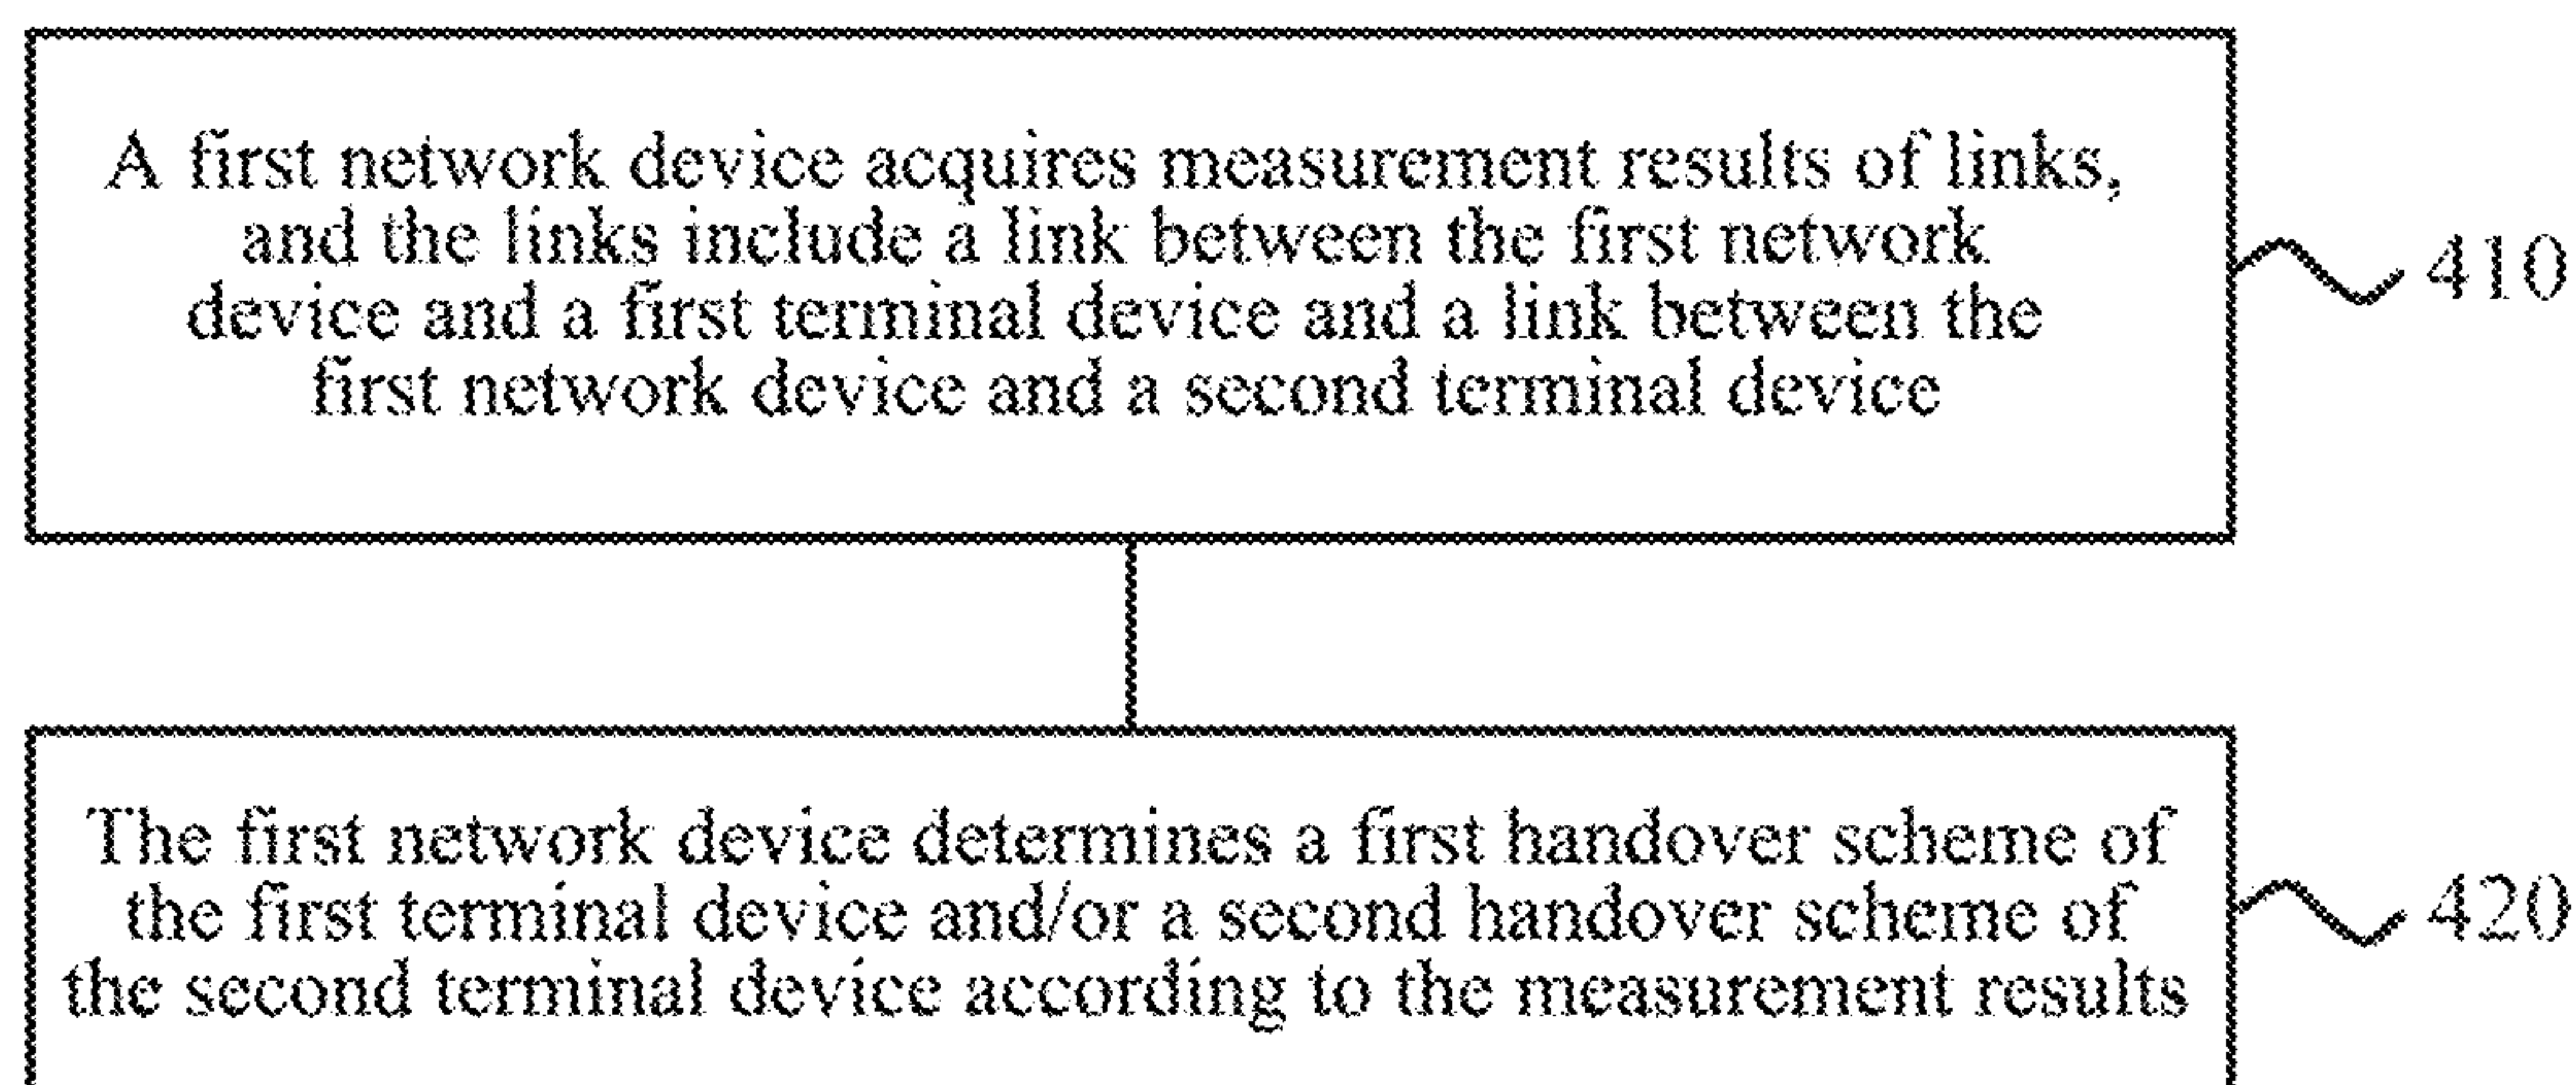 A first network device acquires measurement results of links,
and the links include a link between the first network
device and a first terminal device and a link between the
first network device and a second terminal device
410
The first network device determines a first handover scheme of
the first terminal device and/or a second handover scheme of
the second terminal device according to the measurement results
420